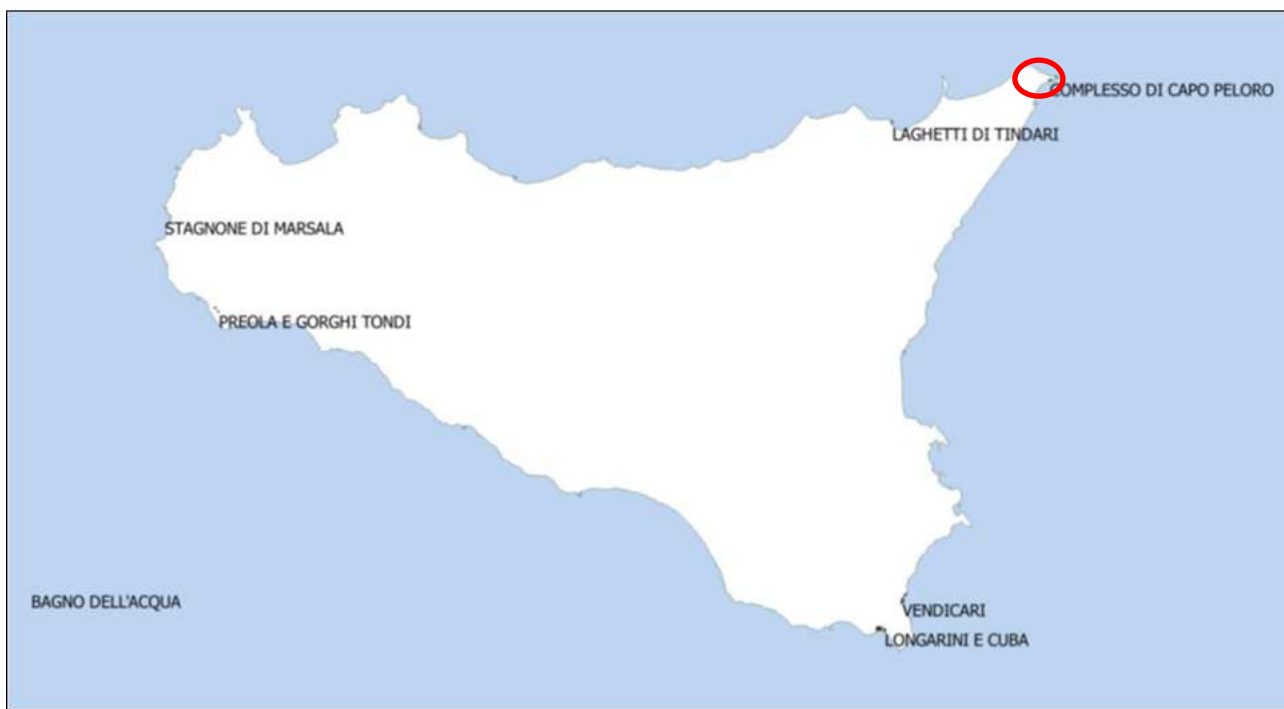 COMPLESSO DI CAPO PELORO
LAGHETTI DI TINDARI
STAGNONE DI MARSALA
PREOLA E GORGHI TONDI
BAGNO DELL'ACQUA
VENDICARI
LONGARINI E CUBA